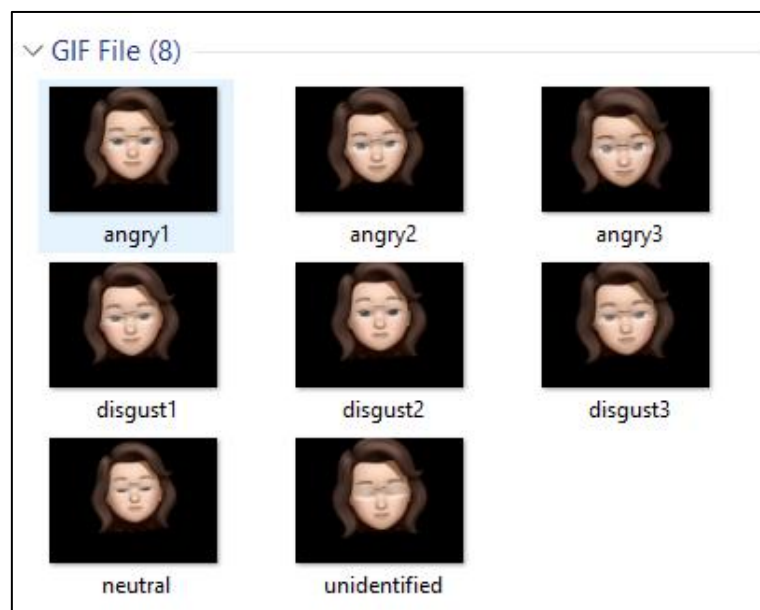 GIF File (8)
angry1 angry2 angry3
disgust1 disgust2 disgust3
neutral unidentified